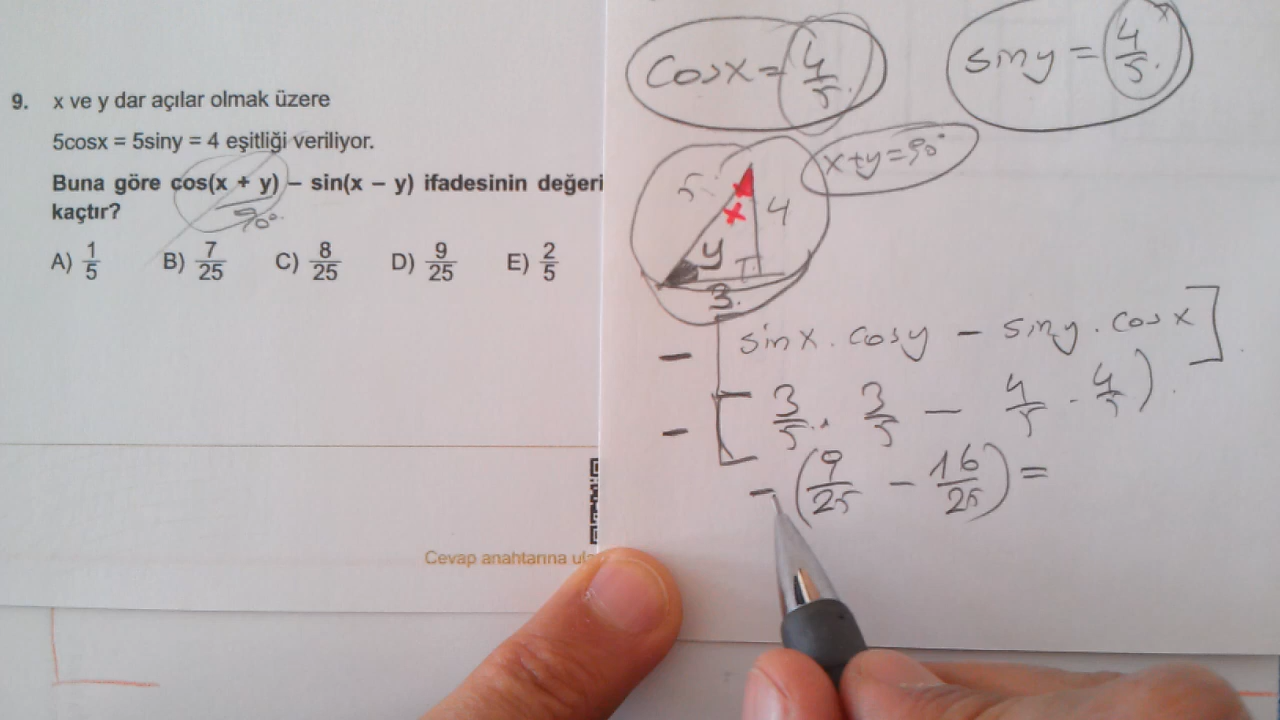 9. x ve y dar açılar olmak üzere
5cosx = 5siny = 4 eşitliği veriliyor.
Buna göre cos(x + y) – sin(x – y) ifadesinin değeri
kaçtır?
90°
A) 1/5 B) 7/25 C) 8/25 D) 9/25 E) 2/5
Cevap anahtarına
cosx = 4/5
siny = 4/5
x+y=90°
5
x
4
y
3
- [sinx . cosy - siny . cosx]
- [3/5 . 3/5 - 4/5 . 4/5)
- (9/25 - 16/25) =